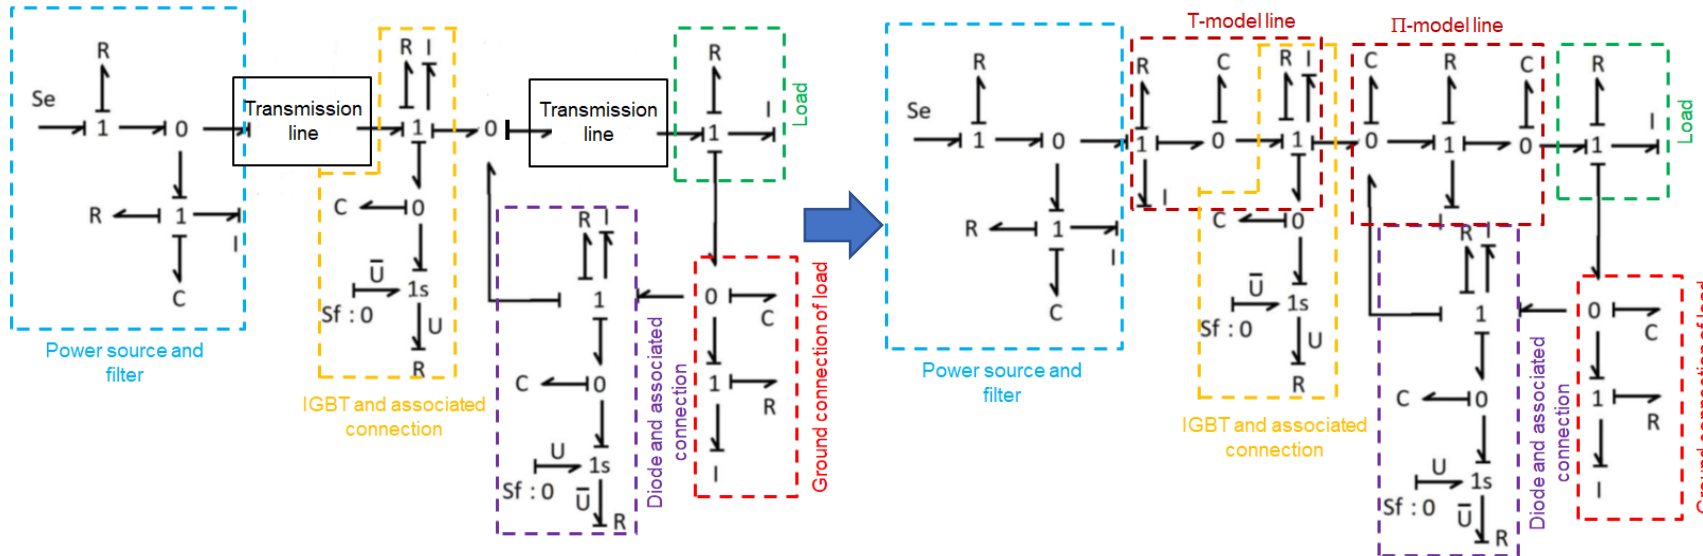 T-model line
Π-model line
R
Se
1
0
R
1
I
C
Power source and
filter
Transmission
line
R I
1
0
C
0
U̅
1s
Sf : 0
U
R
IGBT and associated
connection
Transmission
line
R
1
I
Load
R I
1
C
0
U
1s
Sf : 0
U̅
R
Diode and associated
connection
0
C
1
R
I
Ground connection of load
R
Se
1
0
R
1
I
C
Power source and
filter
R
1
I
C
0
R I
1
C
0
U̅
1s
Sf : 0
U
R
IGBT and associated
connection
C
0
R
1
I
C
0
R
1
I
Load
R I
1
C
0
U
1s
Sf : 0
U̅
R
Diode and associated
connection
0
C
1
R
I